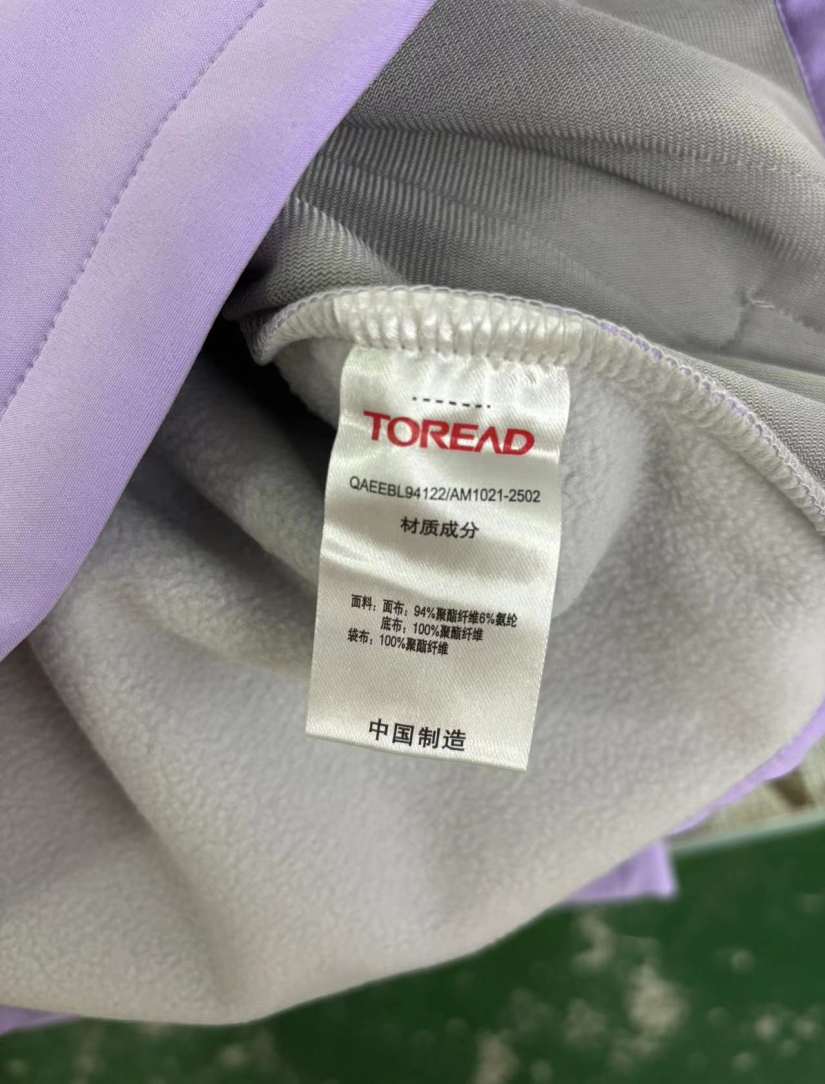 TOREAD
QAEEBL94122/AM1021-2502
材质成分
面料：面布：94%聚酯纤维6%氨纶
底布：100%聚酯纤维
袋布：100%聚酯纤维
中国制造